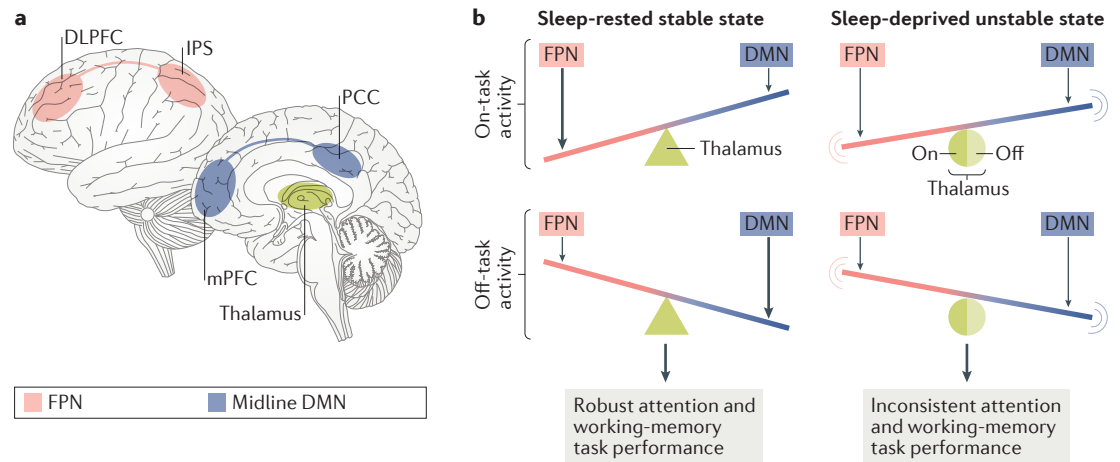 a
DLPFC
IPS
PCC
mPFC
Thalamus
FPN
Midline DMN
b
Sleep-rested stable state
Sleep-deprived unstable state
On-task
activity
FPN
DMN
Thalamus
FPN
DMN
On
Off
Thalamus
Off-task
activity
FPN
DMN
FPN
DMN
Robust attention and
working-memory
task performance
Inconsistent attention
and working-memory
task performance